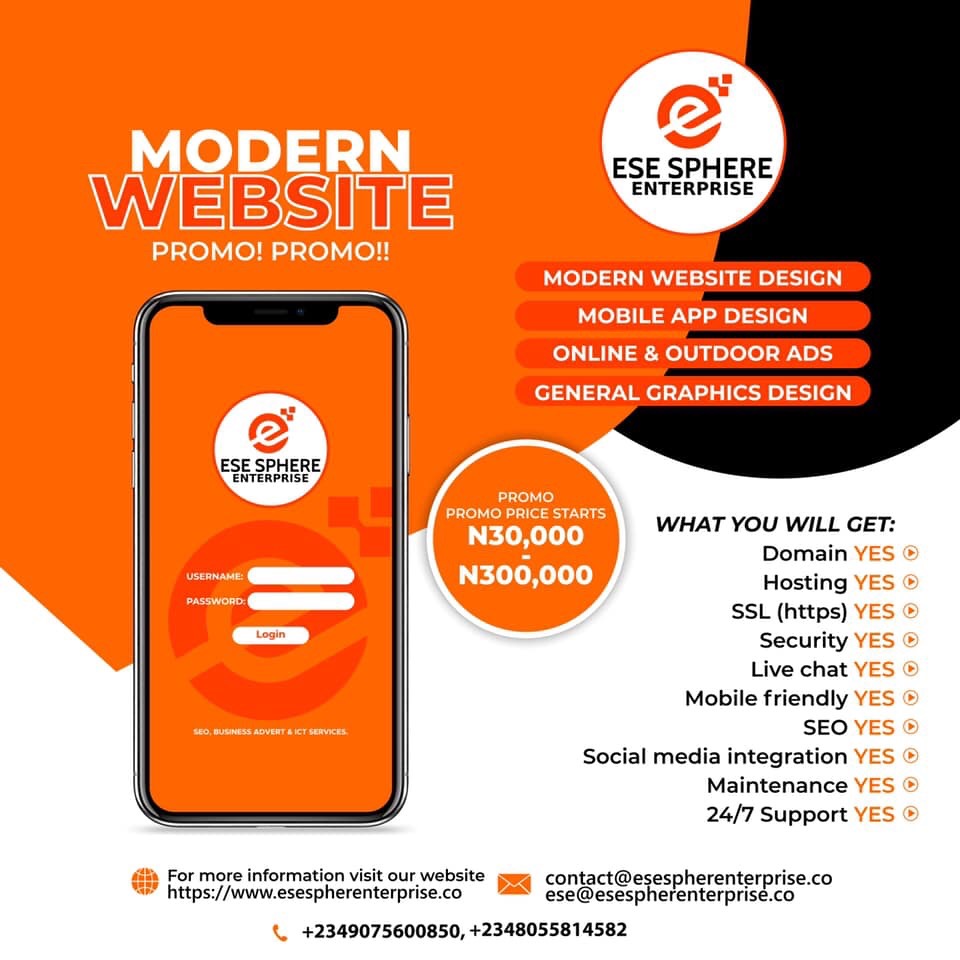 MODERN
WEBSITE
PROMO! PROMO!!
ESE SPHERE
ENTERPRISE
MODERN WEBSITE DESIGN
MOBILE APP DESIGN
ONLINE & OUTDOOR ADS
GENERAL GRAPHICS DESIGN
ESE SPHERE
ENTERPRISE
USERNAME:
PASSWORD:
Login
SEO, BUSINESS ADVERT & ICT SERVICES.
PROMO
PROMO PRICE STARTS
N30,000
-
N300,000
WHAT YOU WILL GET:
Domain YES
Hosting YES
SSL (https) YES
Security YES
Live chat YES
Mobile friendly YES
SEO YES
Social media integration YES
Maintenance YES
24/7 Support YES
For more information visit our website
https://www.esespherenterprise.co
contact@esespherenterprise.co
ese@esespherenterprise.co
+2349075600850, +2348055814582